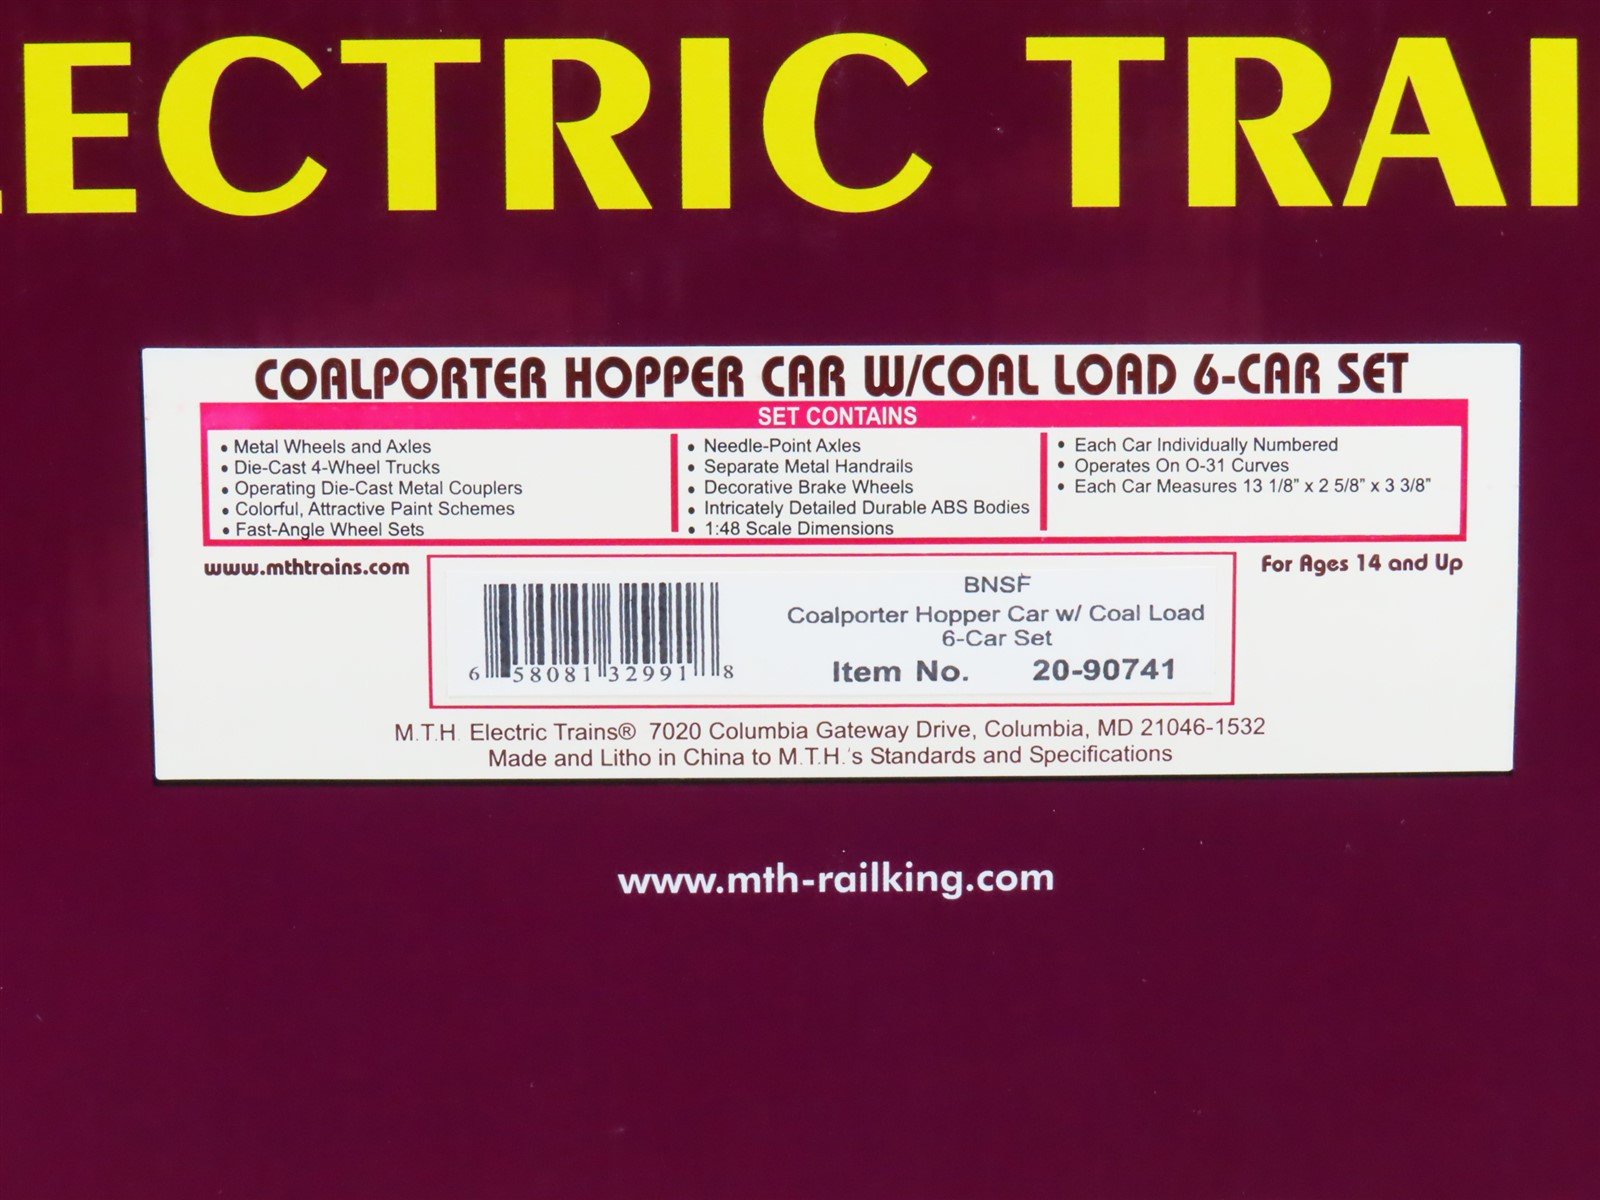 ECTRIC TRAI
COALPORTER HOPPER CAR W/COAL LOAD 6-CAR SET
SET CONTAINS
• Metal Wheels and Axles
• Die-Cast 4-Wheel Trucks
• Operating Die-Cast Metal Couplers
• Colorful, Attractive Paint Schemes
• Fast-Angle Wheel Sets
• Needle-Point Axles
• Separate Metal Handrails
• Decorative Brake Wheels
• Intricately Detailed Durable ABS Bodies
• 1:48 Scale Dimensions
• Each Car Individually Numbered
• Operates On O-31 Curves
• Each Car Measures 13 1/8" x 2 5/8" x 3 3/8"
www.mthtrains.com
For Ages 14 and Up
6 58081 32991 8
BNSF
Coalporter Hopper Car w/ Coal Load
6-Car Set
Item No. 20-90741
M.T.H. Electric Trains® 7020 Columbia Gateway Drive, Columbia, MD 21046-1532
Made and Litho in China to M.T.H.'s Standards and Specifications
www.mth-railking.com